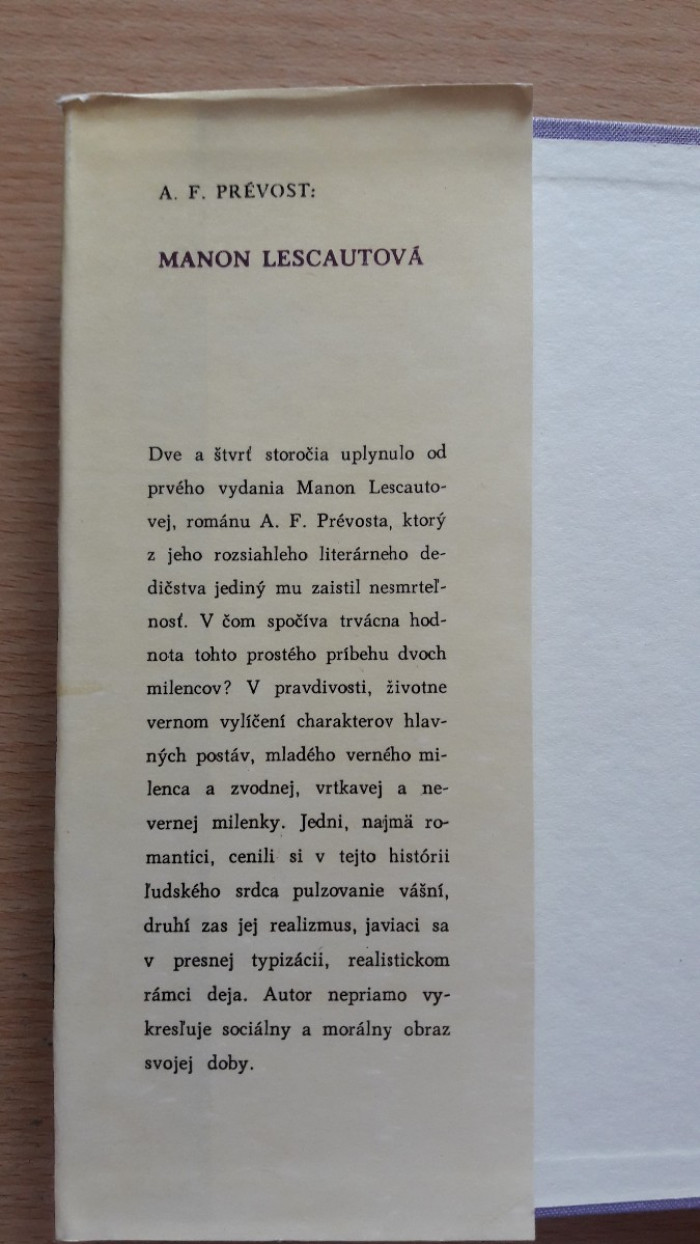 A. F. PRÉVOST:
MANON LESCAUTOVÁ
Dve a štvrť storočia uplynulo od
prvého vydania Manon Lescauto-
vej, románu A. F. Prévosta, ktorý
z jeho rozsiahleho literárneho de-
dičstva jediný mu zaistil nesmrteľ-
nosť. V čom spočíva trvácna hod-
nota tohto prostého príbehu dvoch
milencov? V pravdivosti, životne
vernom vylíčení charakterov hlav-
ných postáv, mladého verného mi-
lenca a zvodnej, vrtkavej a ne-
vernej milenky. Jedni, najmä ro-
mantici, cenili si v tejto histórii
ľudského srdca pulzovanie vášní,
druhí zas jej realizmus, javiaci sa
v presnej typizácii, realistickom
rámci deja. Autor nepriamo vy-
kresľuje sociálny a morálny obraz
svojej doby.